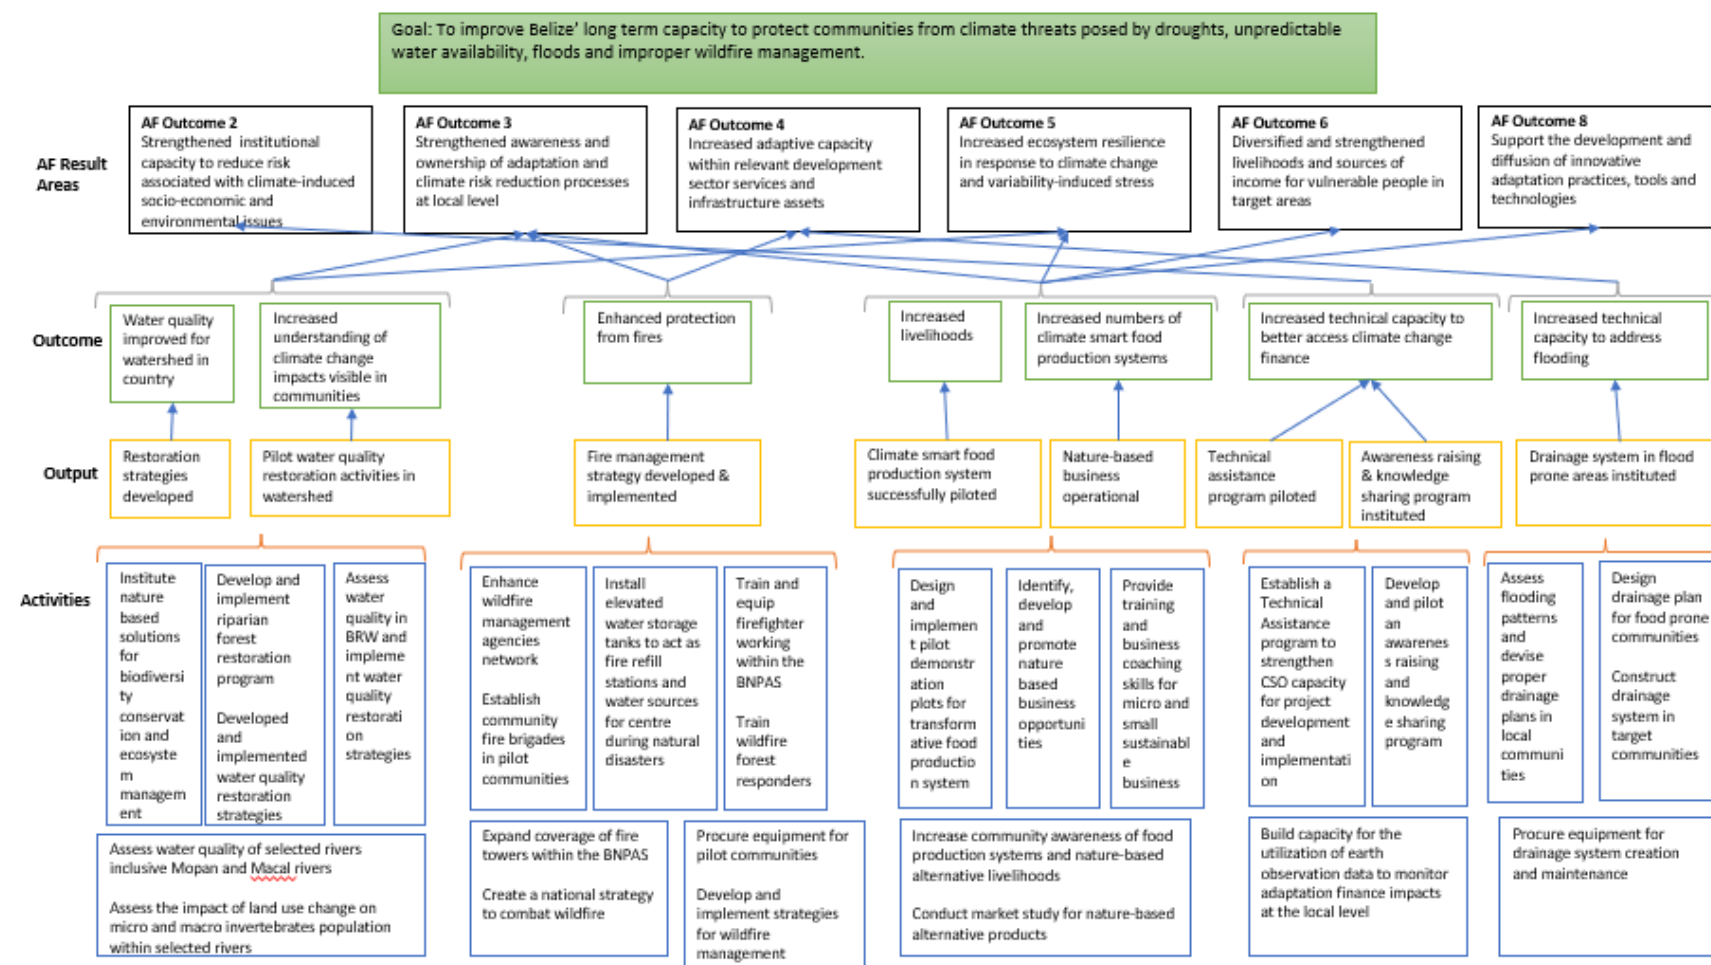 Goal: To improve Belize' long term capacity to protect communities from climate threats posed by droughts, unpredictable
water availability, floods and improper wildfire management.
AF Result
Areas
AF Outcome 2
Strengthened institutional
capacity to reduce risk
associated with climate-induced
socio-economic and
environmental issues
AF Outcome 3
Strengthened awareness and
ownership of adaptation and
climate risk reduction processes
at local level
AF Outcome 4
Increased adaptive capacity
within relevant development
sector services and
infrastructure assets
AF Outcome 5
Increased ecosystem resilience
in response to climate change
and variability-induced stress
AF Outcome 6
Diversified and strengthened
livelihoods and sources of
income for vulnerable people in
target areas
AF Outcome 8
Support the development and
diffusion of innovative
adaptation practices, tools and
technologies
Outcome
Water quality
improved for
watershed in
country
Increased
understanding of
climate change
impacts visible in
communities
Enhanced protection
from fires
Increased
livelihoods
Increased numbers of
climate smart food
production systems
Increased technical capacity to
better access climate change
finance
Increased technical
capacity to address
flooding
Output
Restoration
strategies
developed
Pilot water quality
restoration activities in
watershed
Fire management
strategy developed &
implemented
Climate smart food
production system
successfully piloted
Nature-based
business
operational
Technical
assistance
program piloted
Awareness raising
& knowledge
sharing program
instituted
Drainage system in flood
prone areas instituted
Activities
Institute
nature
based
solutions
for
biodiversi
ty
conservat
ion and
ecosyste
m
managem
ent
Develop and
implement
riparian
forest
restoration
program
Developed
and
implemented
water quality
restoration
strategies
Assess
water
quality in
BRW and
impleme
nt water
quality
restorati
on
strategies
Enhance
wildfire
management
agencies
network
Establish
community
fire brigades
in pilot
communities
Install
elevated
water storage
tanks to act as
fire refill
stations and
water sources
for centre
during natural
disasters
Train and
equip
firefighter
working
within the
BNPAS
Train
wildfire
forest
responders
Design
and
implemen
t pilot
demonstr
ation
plots for
transform
ative food
productio
n system
Identify,
develop
and
promote
nature
based
business
opportuni
ties
Provide
training
and
business
coaching
skills for
micro and
small
sustainabl
e
business
Establish a
Technical
Assistance
program to
strengthen
CSO capacity
for project
development
and
implementati
on
Develop
and pilot
an
awarenes
s raising
and
knowledg
e sharing
program
Assess
flooding
patterns
and
devise
proper
drainage
plans in
local
communi
ties
Design
drainage plan
for food prone
communities
Construct
drainage
system in
target
communities
Assess water quality of selected rivers
inclusive Mopan and Macal rivers
Assess the impact of land use change on
micro and macro invertebrates population
within selected rivers
Expand coverage of fire
towers within the BNPAS
Create a national strategy
to combat wildfire
Procure equipment for
pilot communities
Develop and
implement strategies
for wildfire
management
Increase community awareness of food
production systems and nature-based
alternative livelihoods
Conduct market study for nature-based
alternative products
Build capacity for the
utilization of earth
observation data to monitor
adaptation finance impacts
at the local level
Procure equipment for
drainage system creation
and maintenance